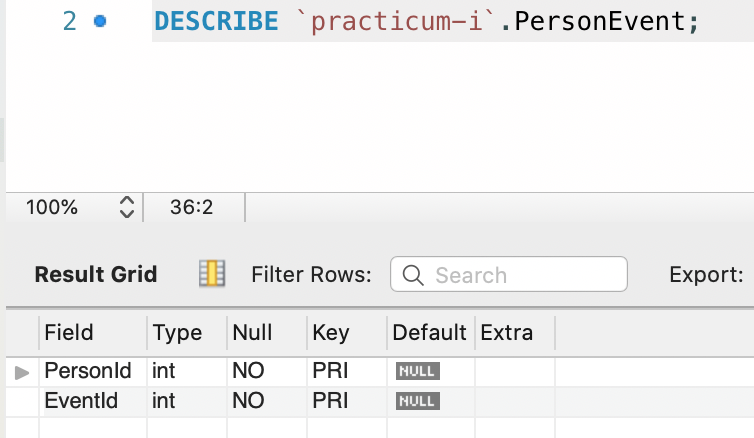 2 DESCRIBE `practicum-i`.PersonEvent;
100% 36:2
Result Grid Filter Rows: Search Export:
Field Type Null Key Default Extra
PersonId int NO PRI NULL
EventId int NO PRI NULL